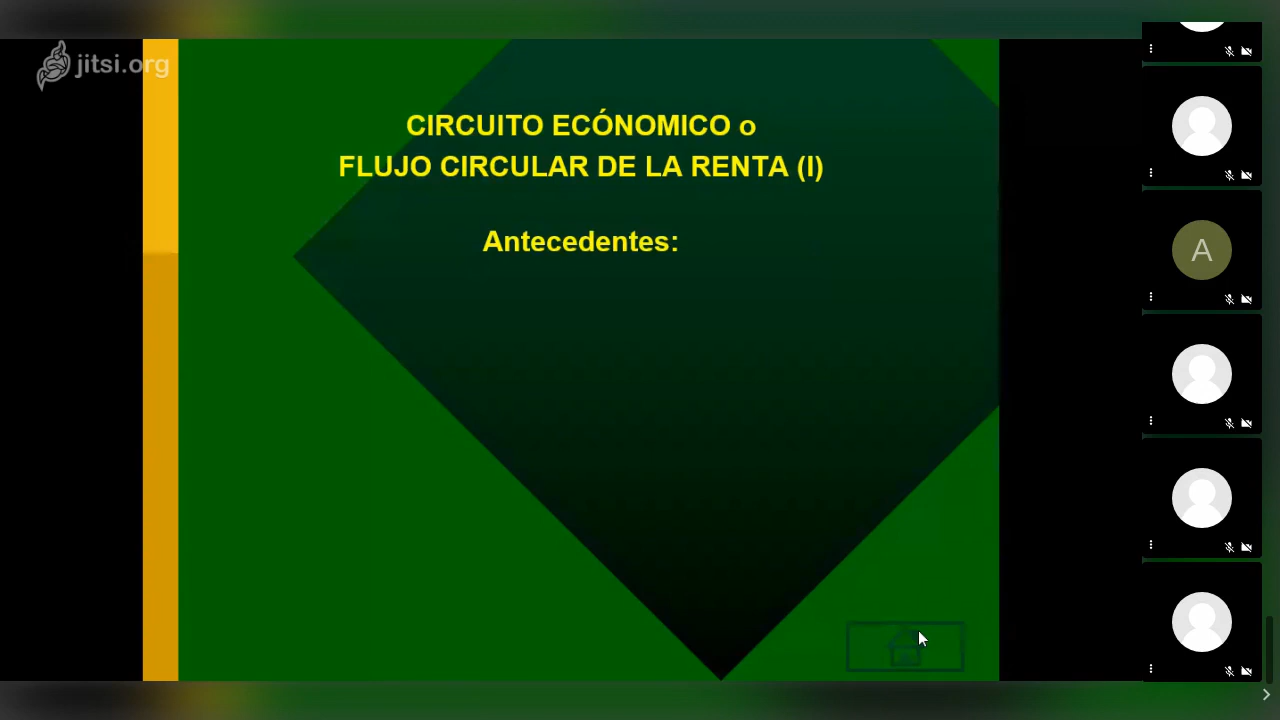 jitsi.org
CIRCUITO ECÓNOMICO o
FLUJO CIRCULAR DE LA RENTA (I)
Antecedentes:
A